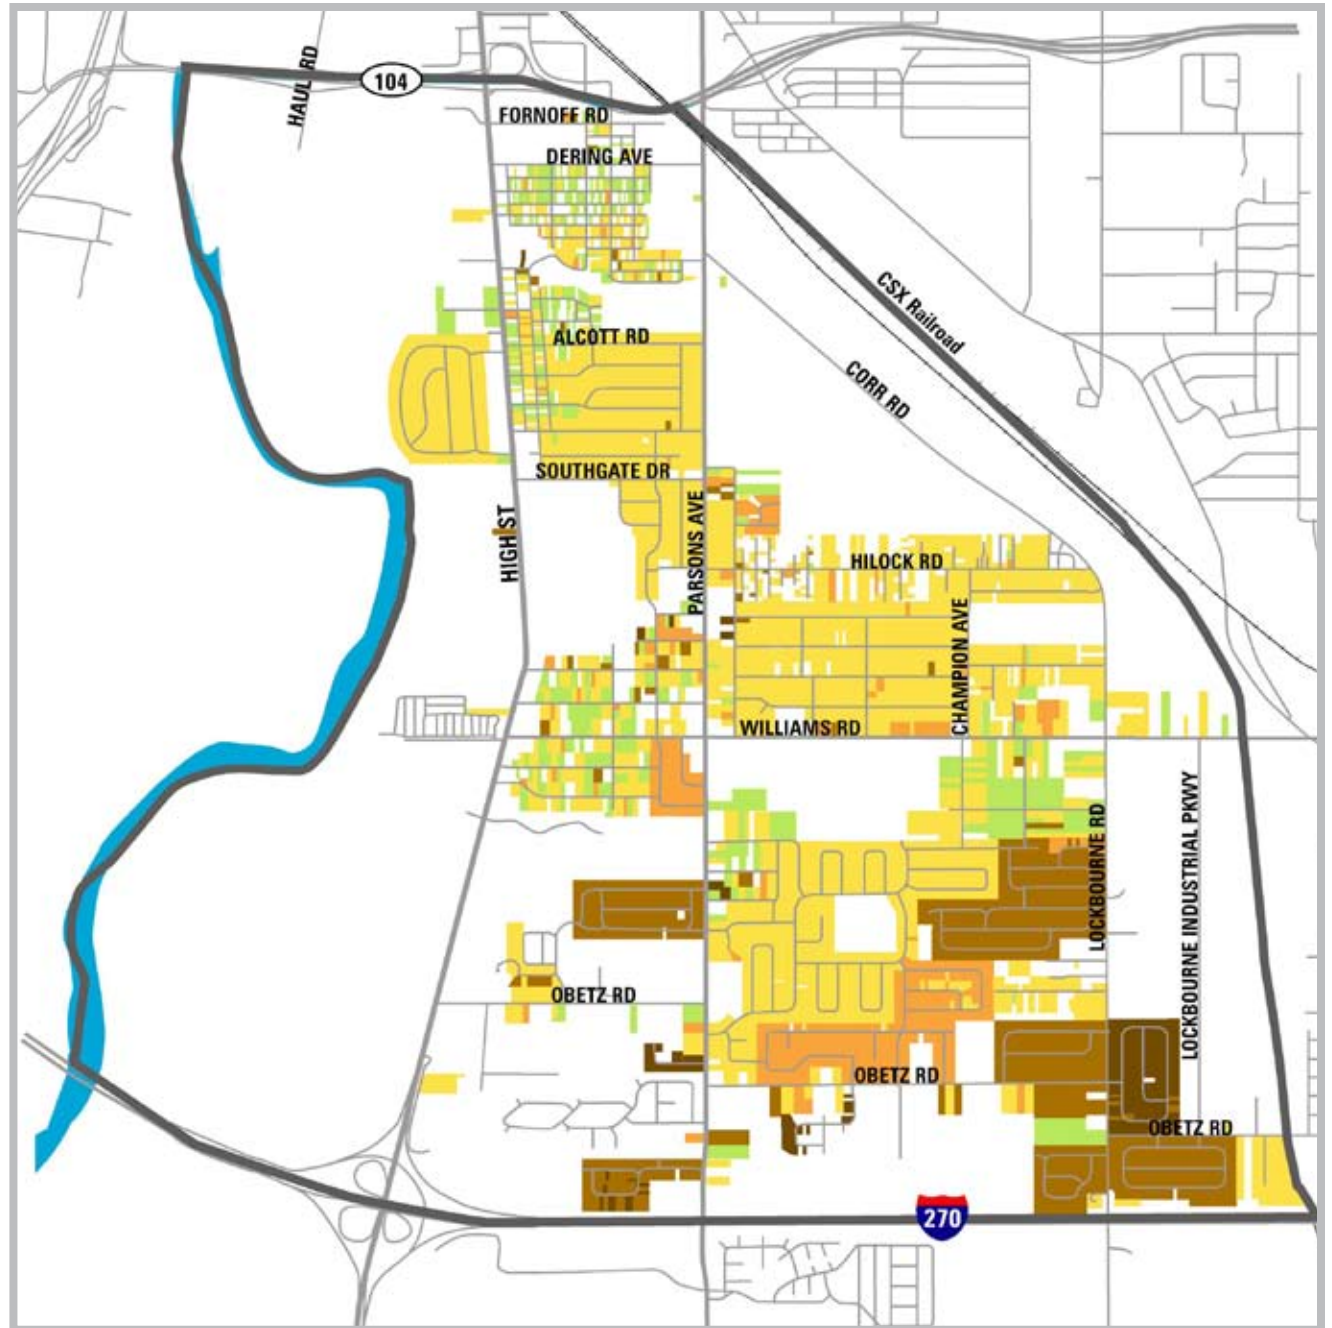 HAUL RD
104
FORNOFF RD
DERING AVE
CSX Railroad
ALCOTT RD
CORR RD
SOUTHGATE DR
HIGH ST
PARSONS AVE
HILOCK RD
CHAMPION AVE
WILLIAMS RD
LOCKBOURNE RD
LOCKBOURNE INDUSTRIAL PKWY
OBETZ RD
OBETZ RD
OBETZ RD
270